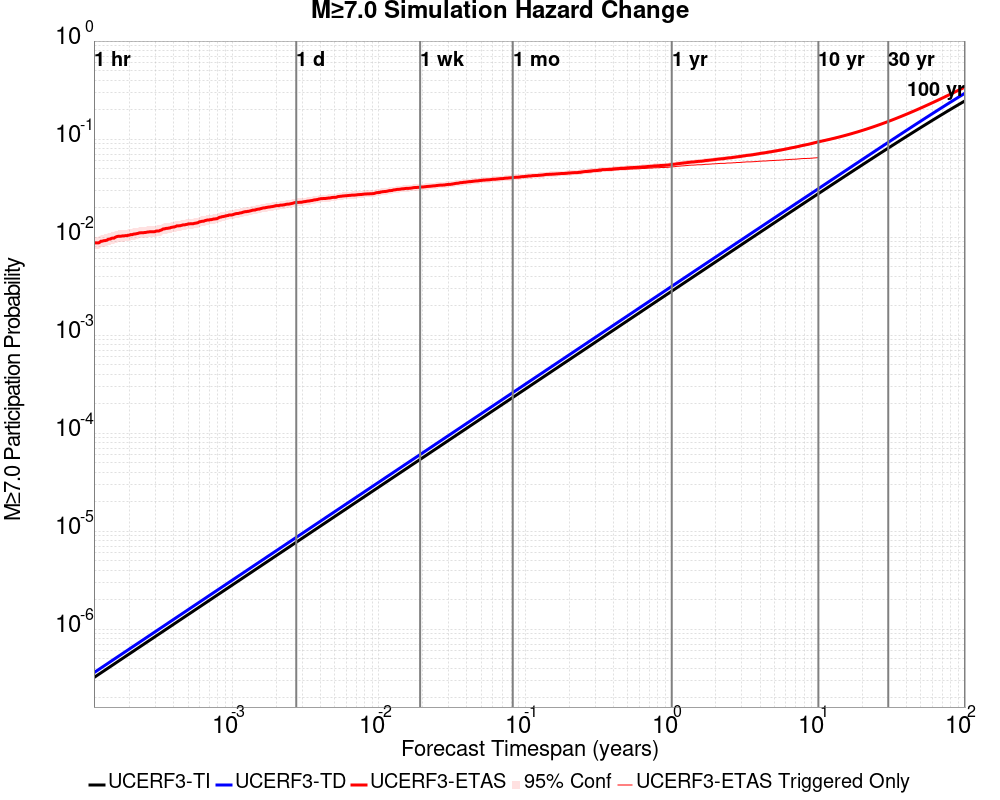 M≥7.0 Simulation Hazard Change
10 0
1 hr
1 d
1 wk
1 mo
1 yr
10 yr
30 yr
100 yr
10 -1
10 -2
10 -3
10 -4
10 -5
10 -6
M≥7.0 Participation Probability
10 -3
10 -2
10 -1
10 0
10 1
10 2
Forecast Timespan (years)
UCERF3-TI UCERF3-TD UCERF3-ETAS 95% Conf UCERF3-ETAS Triggered Only